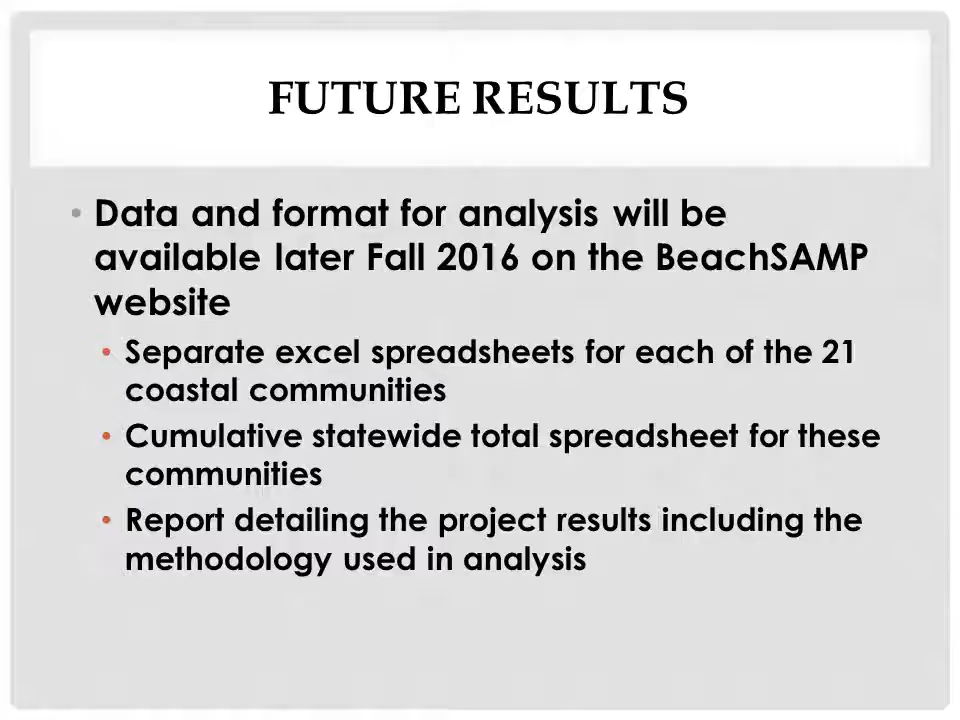 FUTURE RESULTS
• Data and format for analysis will be
available later Fall 2016 on the BeachSAMP
website
• Separate excel spreadsheets for each of the 21
coastal communities
• Cumulative statewide total spreadsheet for these
communities
• Report detailing the project results including the
methodology used in analysis